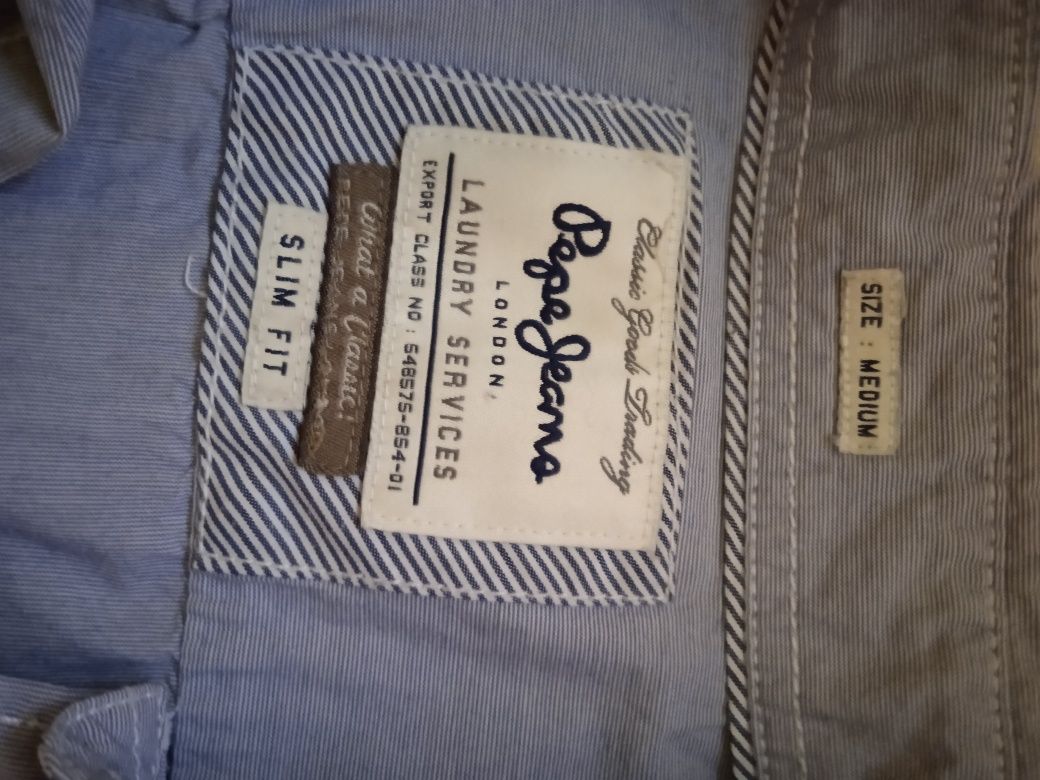 SIZE : MEDIUM
Classic Goods Trading
Pepe Jeans
LONDON.
LAUNDRY SERVICES
EXPORT CLASS NO : 548575-854-01
What a Classic!
SLIM FIT